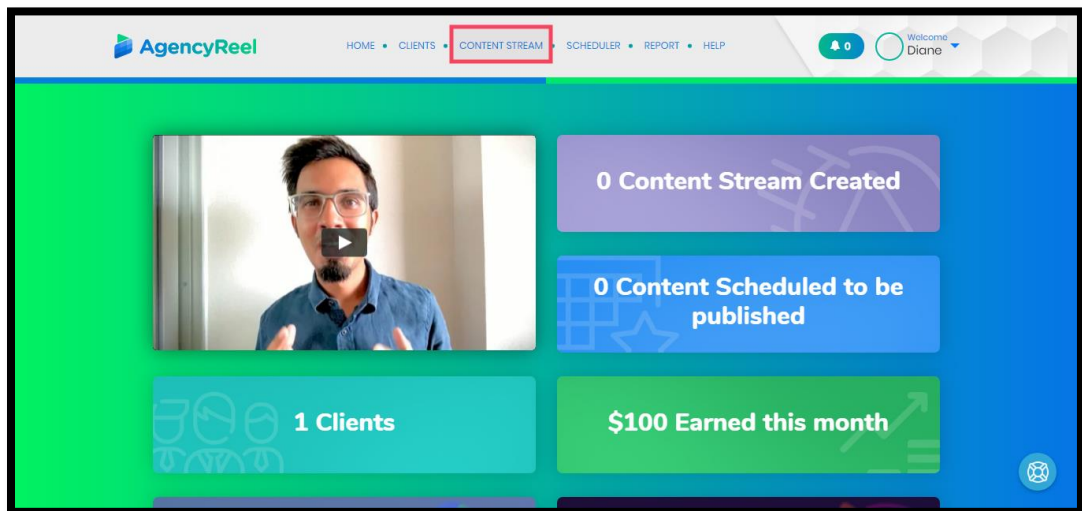 AgencyReel
HOME • CLIENTS • CONTENT STREAM • SCHEDULER • REPORT • HELP
0
Welcome
Diane
0 Content Stream Created
0 Content Scheduled to be
published
1 Clients
$100 Earned this month